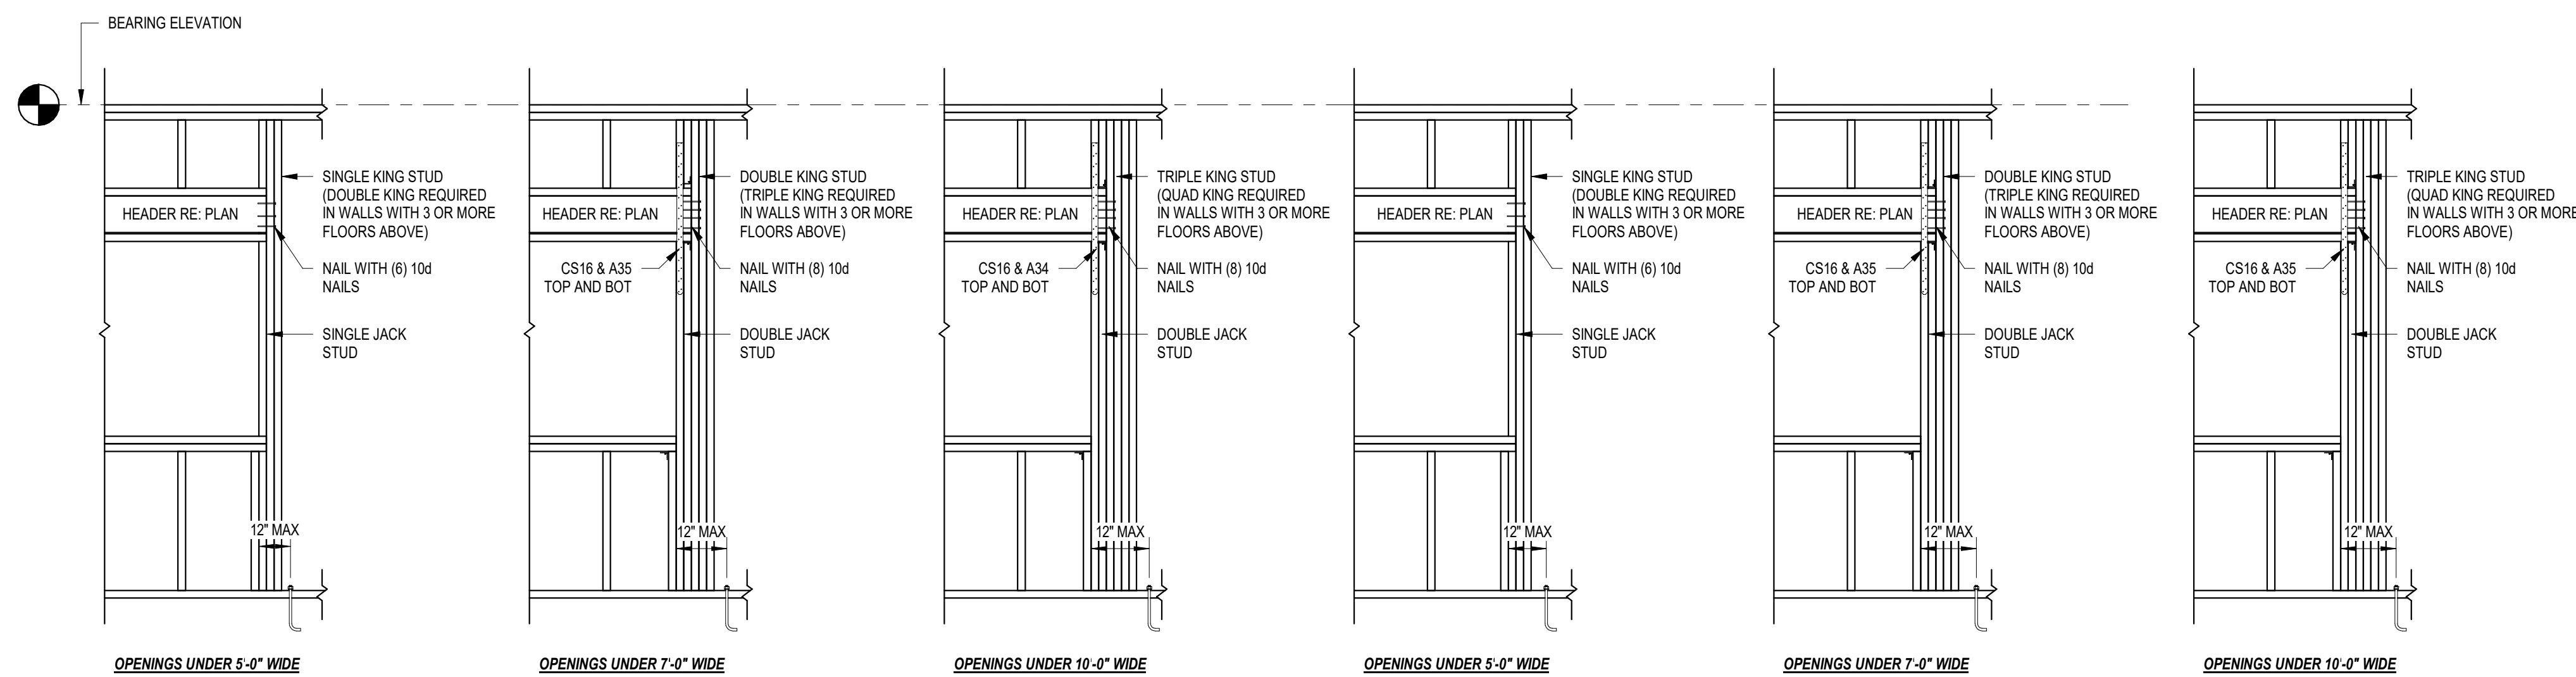 BEARING ELEVATION
SINGLE KING STUD
(DOUBLE KING REQUIRED
IN WALLS WITH 3 OR MORE
FLOORS ABOVE)
HEADER RE: PLAN
NAIL WITH (6) 10d
NAILS
SINGLE JACK
STUD
12" MAX
OPENINGS UNDER 5'-0" WIDE
DOUBLE KING STUD
(TRIPLE KING REQUIRED
IN WALLS WITH 3 OR MORE
FLOORS ABOVE)
HEADER RE: PLAN
CS16 & A35
TOP AND BOT
NAIL WITH (8) 10d
NAILS
DOUBLE JACK
STUD
12" MAX
OPENINGS UNDER 7'-0" WIDE
TRIPLE KING STUD
(QUAD KING REQUIRED
IN WALLS WITH 3 OR MORE
FLOORS ABOVE)
HEADER RE: PLAN
CS16 & A34
TOP AND BOT
NAIL WITH (8) 10d
NAILS
DOUBLE JACK
STUD
12" MAX
OPENINGS UNDER 10'-0" WIDE
SINGLE KING STUD
(DOUBLE KING REQUIRED
IN WALLS WITH 3 OR MORE
FLOORS ABOVE)
HEADER RE: PLAN
NAIL WITH (6) 10d
NAILS
SINGLE JACK
STUD
12" MAX
OPENINGS UNDER 5'-0" WIDE
DOUBLE KING STUD
(TRIPLE KING REQUIRED
IN WALLS WITH 3 OR MORE
FLOORS ABOVE)
HEADER RE: PLAN
CS16 & A35
TOP AND BOT
NAIL WITH (8) 10d
NAILS
DOUBLE JACK
STUD
12" MAX
OPENINGS UNDER 7'-0" WIDE
TRIPLE KING STUD
(QUAD KING REQUIRED
IN WALLS WITH 3 OR MORE
FLOORS ABOVE)
HEADER RE: PLAN
CS16 & A35
TOP AND BOT
NAIL WITH (8) 10d
NAILS
DOUBLE JACK
STUD
12" MAX
OPENINGS UNDER 10'-0" WIDE